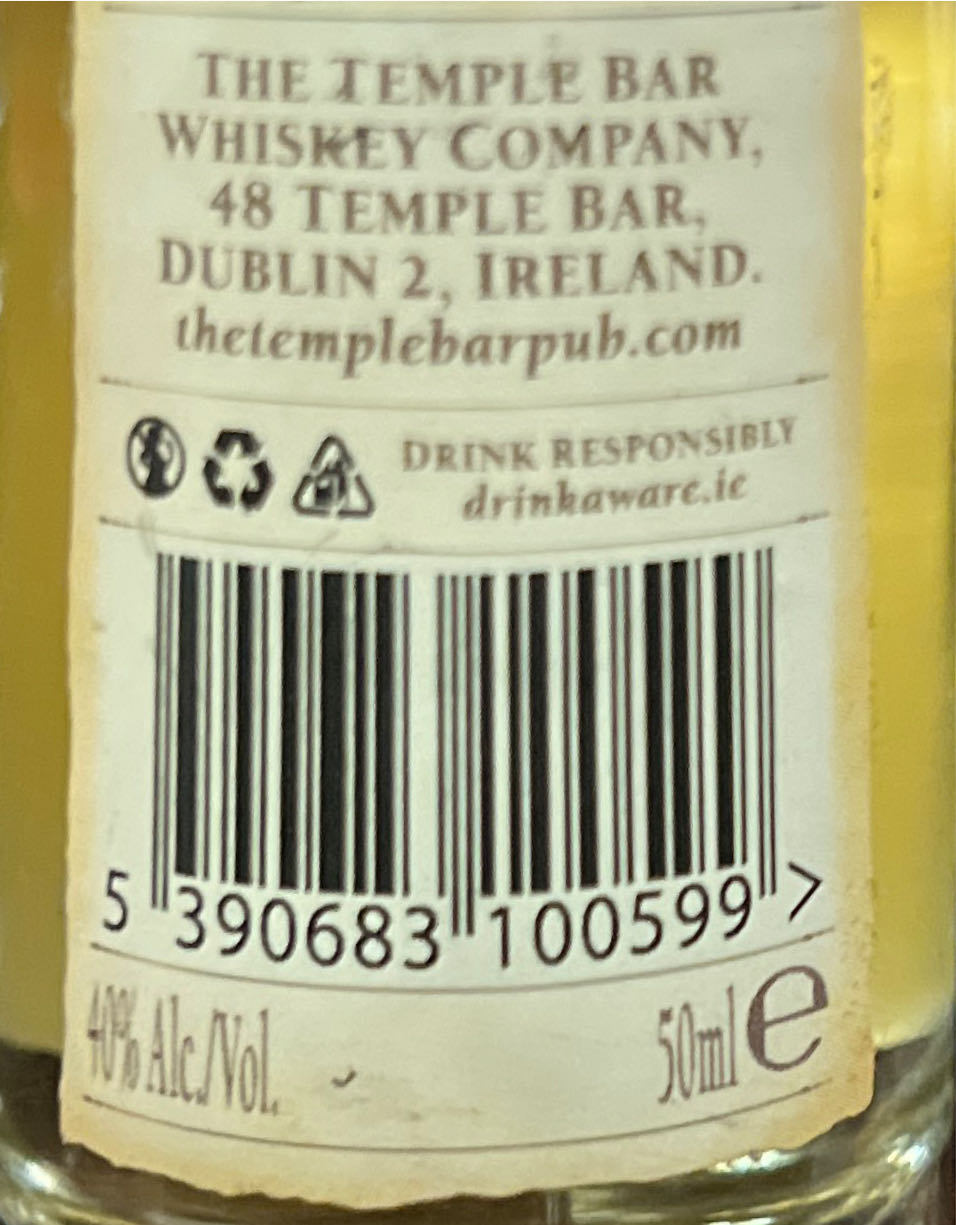 THE TEMPLE BAR
WHISKEY COMPANY,
48 TEMPLE BAR,
DUBLIN 2, IRELAND.
thetemplebarpub.com
DRINK RESPONSIBLY
drinkaware.ie
5 390683 100599 >
40% Alc./Vol.
50ml e